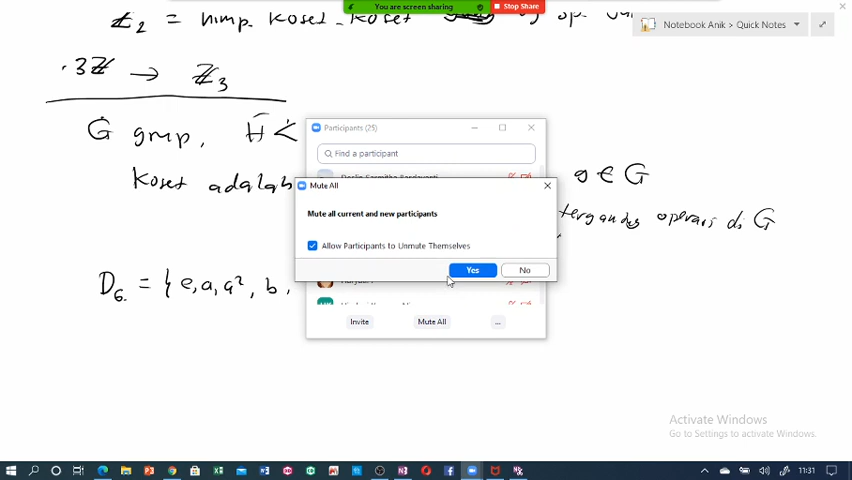 You are screen sharing
Stop Share
Notebook Anik > Quick Notes
Z₂ = himp. koset-koset
3Z → Z₃
G grup, H <
Participants (25)
Find a participant
koset adalah
g ∈ G
Mute All
Mute all current and new participants
tergantung operasi di G
Allow Participants to Unmute Themselves
Yes
No
D₆ = { e, a, a², b,
Invite
Mute All
...
Activate Windows
Go to Settings to activate Windows.
11:31